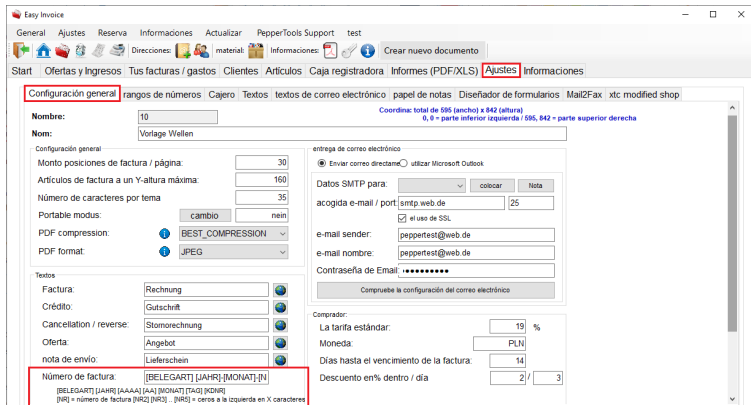 Easy Invoice
General Ajustes Reserva Informaciones Actualizar PepperTools Support test
Direcciones: material: Informaciones: Crear nuevo documento
Start Ofertas y Ingresos Tus facturas / gastos Clientes Artículos Caja registradora Informes (PDF/XLS) Ajustes Informaciones
Configuración general rangos de números Cajero Textos textos de correo electrónico papel de notas Diseñador de formularios Mail2Fax xtc modified shop
Nombre: 10
Coordina: total de 595 (ancho) x 842 (altura)
0, 0 = parte inferior izquierda / 595, 842 = parte superior derecha
Nom: Vorlage Wellen
Configuración general
Monto posiciones de factura / página: 30
Artículos de factura a un Y-altura máxima: 160
Número de caracteres por tema 35
Portable modus: cambio nein
PDF compression: BEST_COMPRESSION
PDF format: JPEG
entrega de correo electrónico
Enviar correo directame utilizar Microsoft Outlook
Datos SMTP para: colocar Nota
acogida e-mail / port: smtp.web.de 25
el uso de SSL
e-mail sender: peppertest@web.de
e-mail nombre: peppertest@web.de
Contraseña de Email:
Compruebe la configuración del correo electrónico
Textos
Factura: Rechnung
Crédito: Gutschrift
Cancellation / reverse: Stornorechnung
Oferta: Angebot
nota de envío: Lieferschein
Número de factura: [BELEGART] [JAHR]-[MONAT]-[N
[BELEGART] [JAHR] [AAAA] [AA] [MONAT] [TAG] [KDNR]
[NR] = número de factura [NR2] [NR3] .. [NR5] = ceros a la izquierda en X caracteres
Comprador:
La tarifa estándar: 19 %
Moneda: PLN
Días hasta el vencimiento de la factura: 14
Descuento en% dentro / día 2 / 3